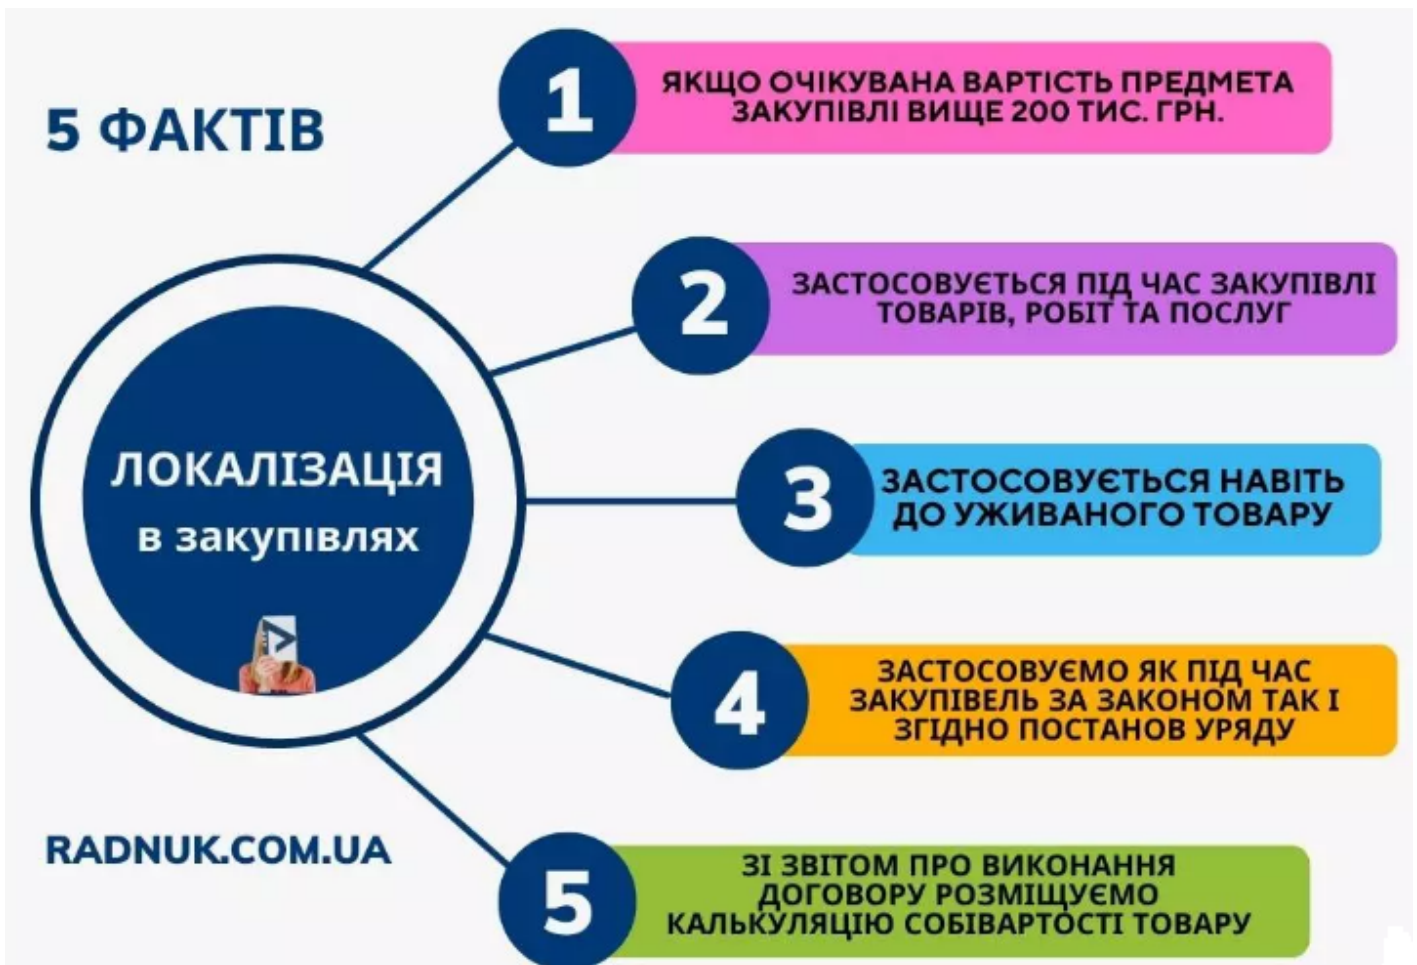 5 ФАКТІВ
1
ЯКЩО ОЧІКУВАНА ВАРТІСТЬ ПРЕДМЕТА
ЗАКУПІВЛІ ВИЩЕ 200 ТИС. ГРН.
2
ЗАСТОСОВУЄТЬСЯ ПІД ЧАС ЗАКУПІВЛІ
ТОВАРІВ, РОБІТ ТА ПОСЛУГ
ЛОКАЛІЗАЦІЯ
в закупівлях
3
ЗАСТОСОВУЄТЬСЯ НАВІТЬ
ДО УЖИВАНОГО ТОВАРУ
4
ЗАСТОСОВУЄМО ЯК ПІД ЧАС
ЗАКУПІВЕЛЬ ЗА ЗАКОНОМ ТАК І
ЗГІДНО ПОСТАНОВ УРЯДУ
5
ЗІ ЗВІТОМ ПРО ВИКОНАННЯ
ДОГОВОРУ РОЗМІЩУЄМО
КАЛЬКУЛЯЦІЮ СОБІВАРТОСТІ ТОВАРУ
RADNUK.COM.UA